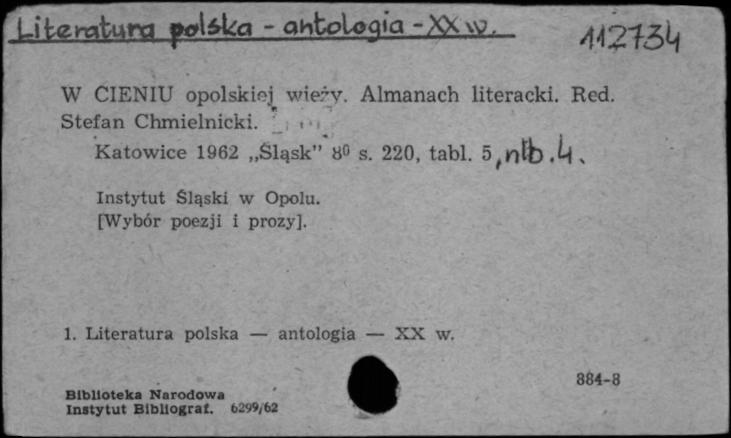 Literatura polska - antologia - XX w.
112734
W CIENIU opolskiej wieży. Almanach literacki. Red.
Stefan Chmielnicki.
Katowice 1962 „Śląsk” 8⁰ s. 220, tabl. 5, nlb. 4.
Instytut Śląski w Opolu.
[Wybór poezji i prozy].
1. Literatura polska — antologia — XX w.
884-8
Biblioteka Narodowa
Instytut Bibliograf. 6299/62